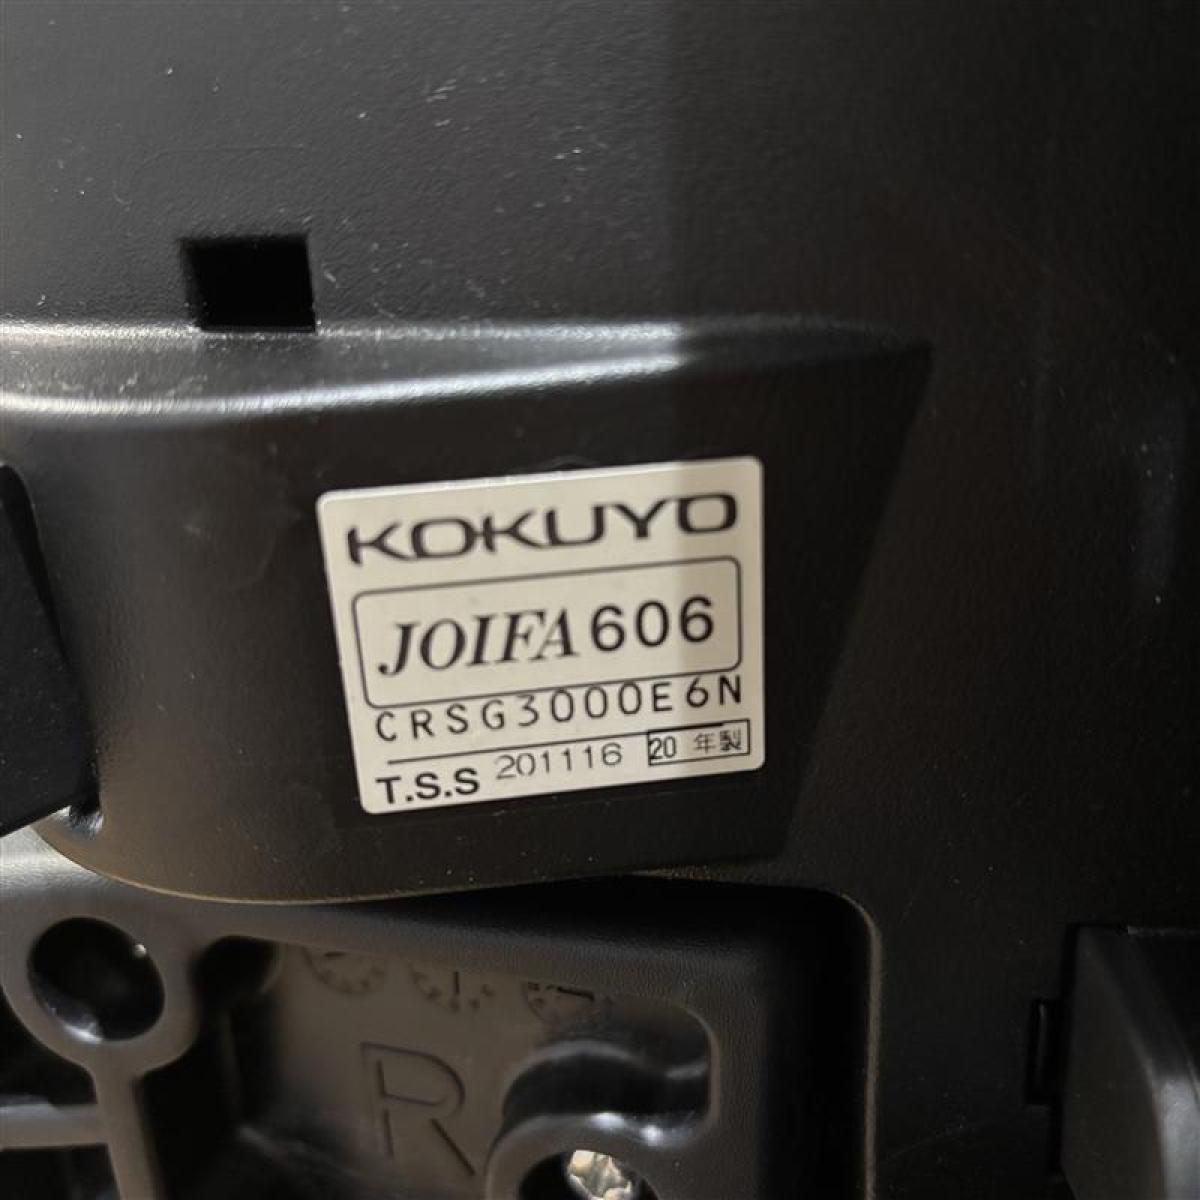 KOKUYO
JOIFA 606
CRSG3000E6N
T.S.S 201116 20 年製
R